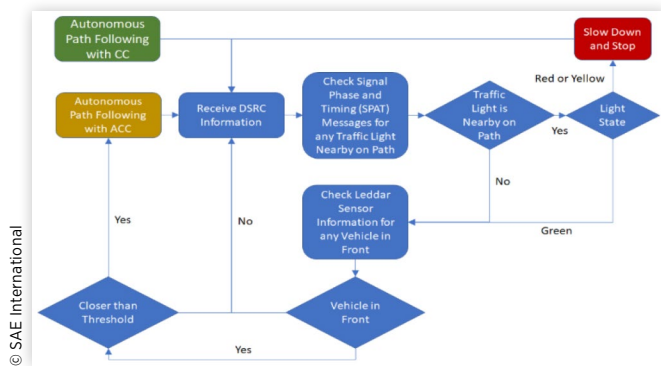 Autonomous
Path Following
with CC
Slow Down
and Stop
Red or Yellow
Autonomous
Path Following
with ACC
Receive DSRC
Information
Check Signal
Phase and
Timing (SPAT)
Messages for
any Traffic Light
Nearby on Path
Traffic
Light is
Nearby on
Path
Yes
Light
State
No
Green
Check Leddar
Sensor
Information for
any Vehicle in
Front
Yes
No
Closer than
Threshold
Vehicle in
Front
Yes
© SAE International